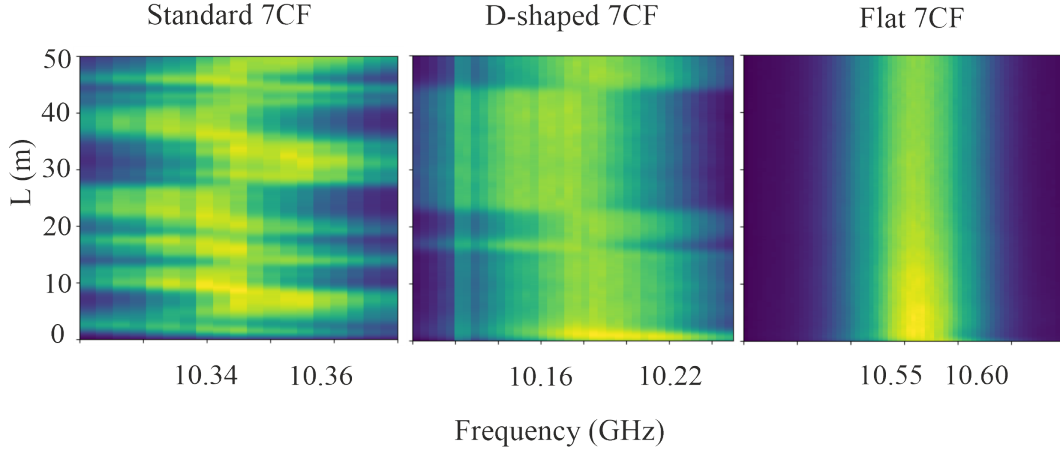 Standard 7CF
D-shaped 7CF
Flat 7CF
50
40
30
20
10
0
L (m)
10.34
10.36
10.16
10.22
10.55
10.60
Frequency (GHz)